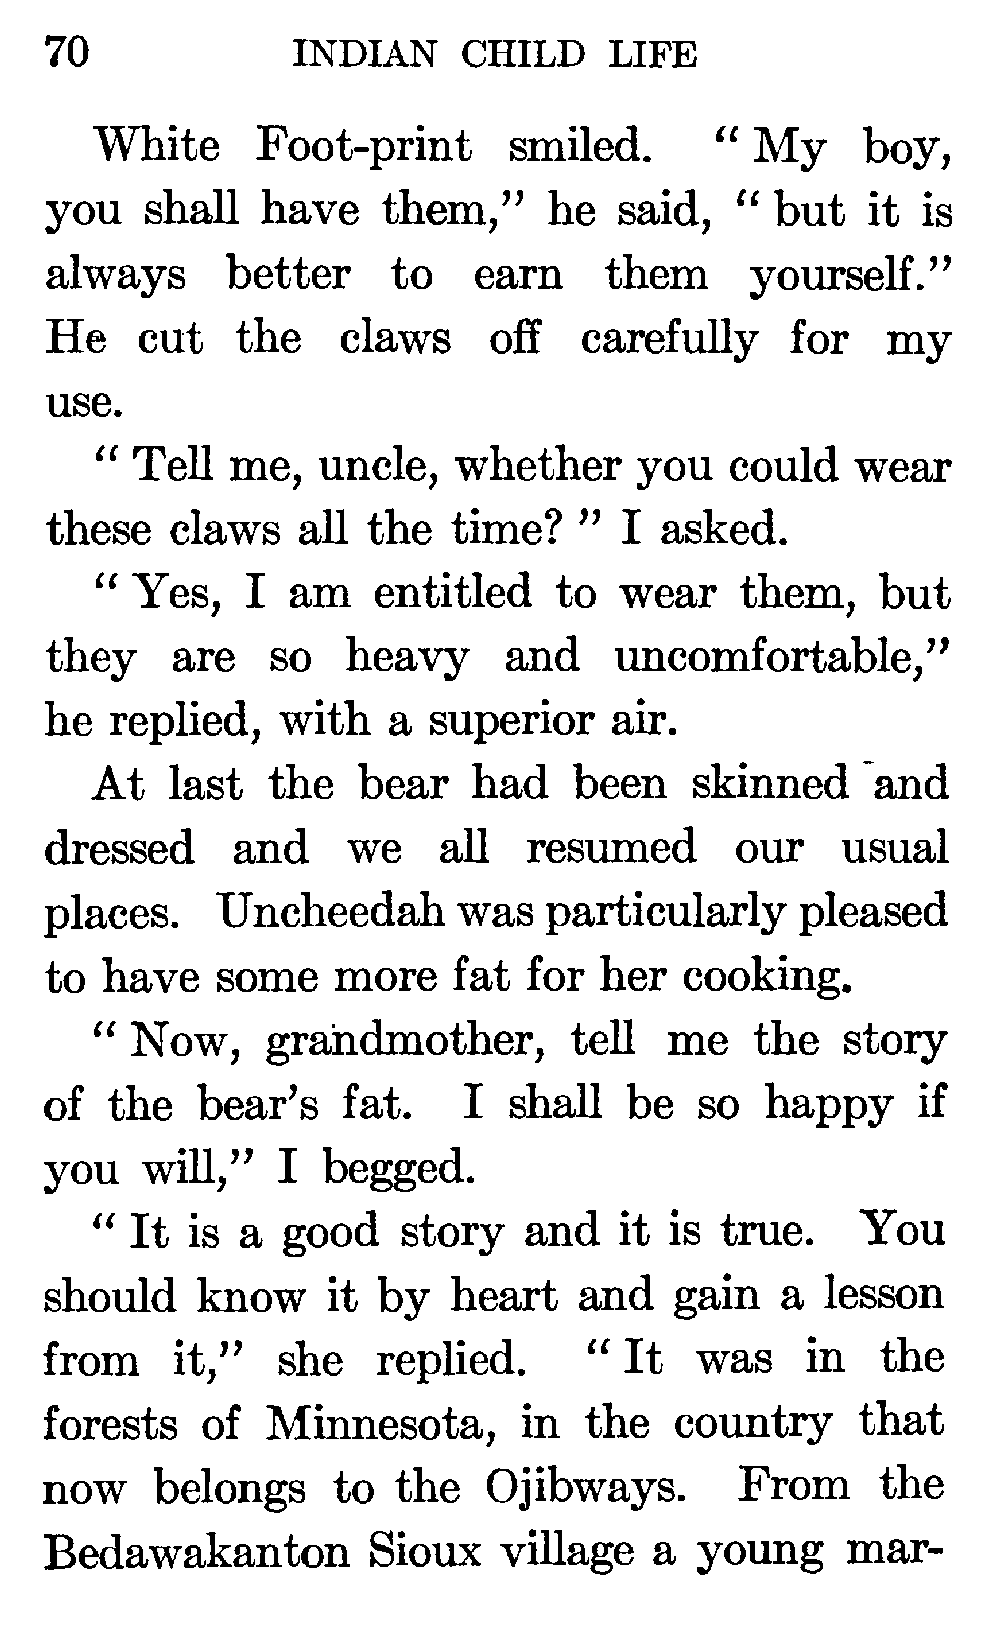 70 INDIAN CHILD LIFE
White Foot-print smiled. “ My boy,
you shall have them,” he said, “ but it is
always better to earn them yourself.”
He cut the claws off carefully for my
use.
“ Tell me, uncle, whether you could wear
these claws all the time? ” I asked.
“ Yes, I am entitled to wear them, but
they are so heavy and uncomfortable,”
he replied, with a superior air.
At last the bear had been skinned and
dressed and we all resumed our usual
places. Uncheedah was particularly pleased
to have some more fat for her cooking.
“ Now, grandmother, tell me the story
of the bear’s fat. I shall be so happy if
you will,” I begged.
“ It is a good story and it is true. You
should know it by heart and gain a lesson
from it,” she replied. “ It was in the
forests of Minnesota, in the country that
now belongs to the Ojibways. From the
Bedawakanton Sioux village a young mar-